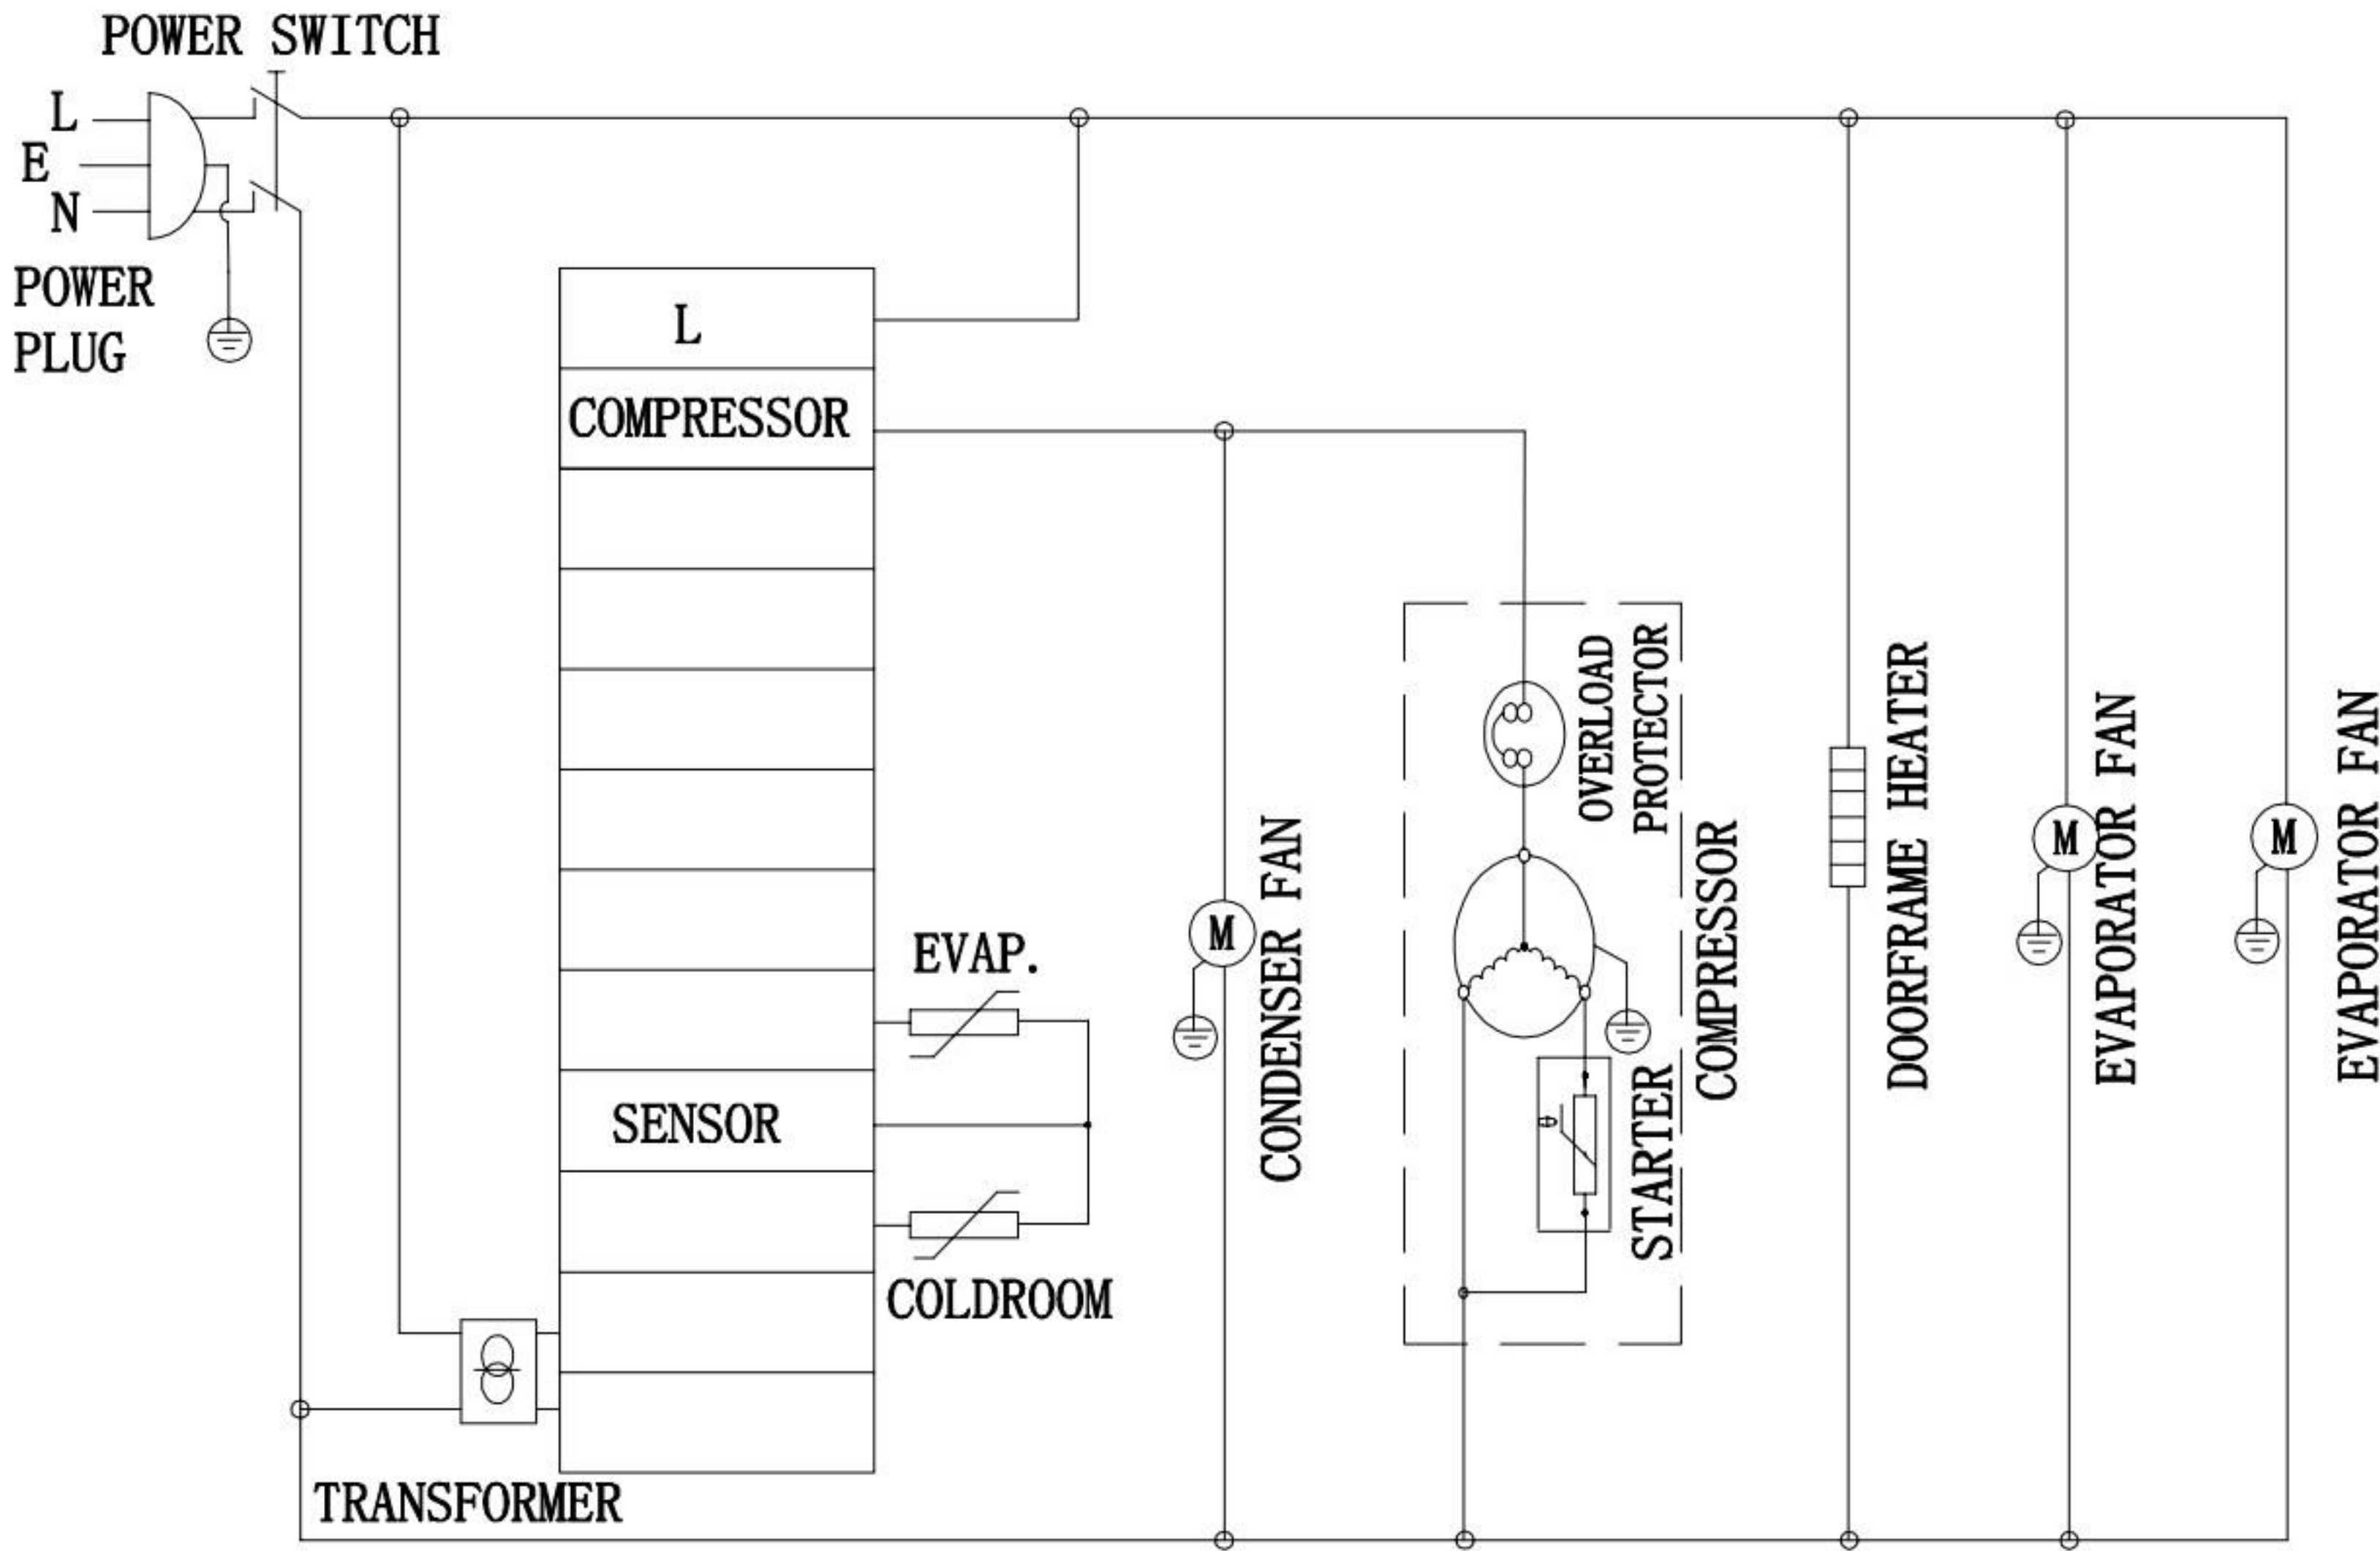 POWER SWITCH
L
E
N
POWER
PLUG
L
COMPRESSOR
SENSOR
EVAP.
COLDROOM
TRANSFORMER
M
CONDENSER FAN
OVERLOAD
PROTECTOR
STARTER
COMPRESSOR
DOORFRAME HEATER
M
EVAPORATOR FAN
M
EVAPORATOR FAN